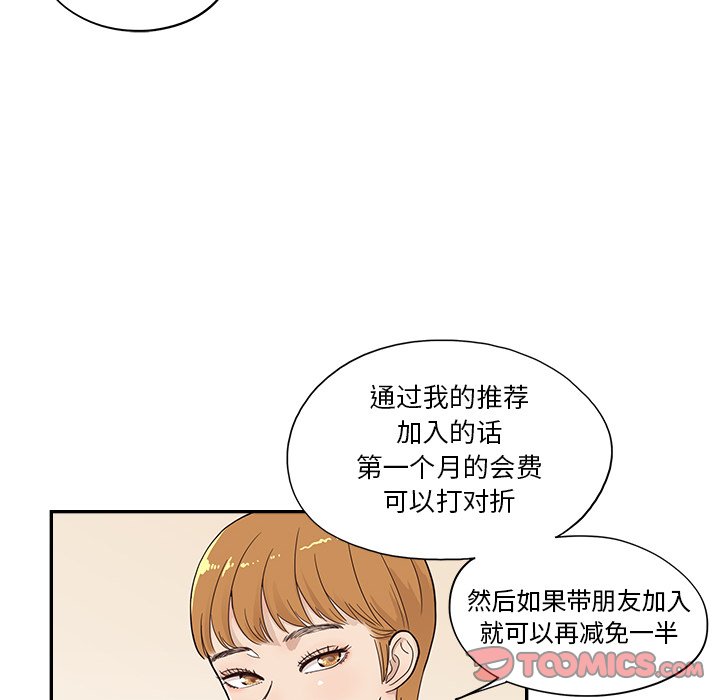 通过我的推荐
加入的话
第一个月的会费
可以打对折
然后如果带朋友加入
就可以再减免一半
TOOMICS.COM